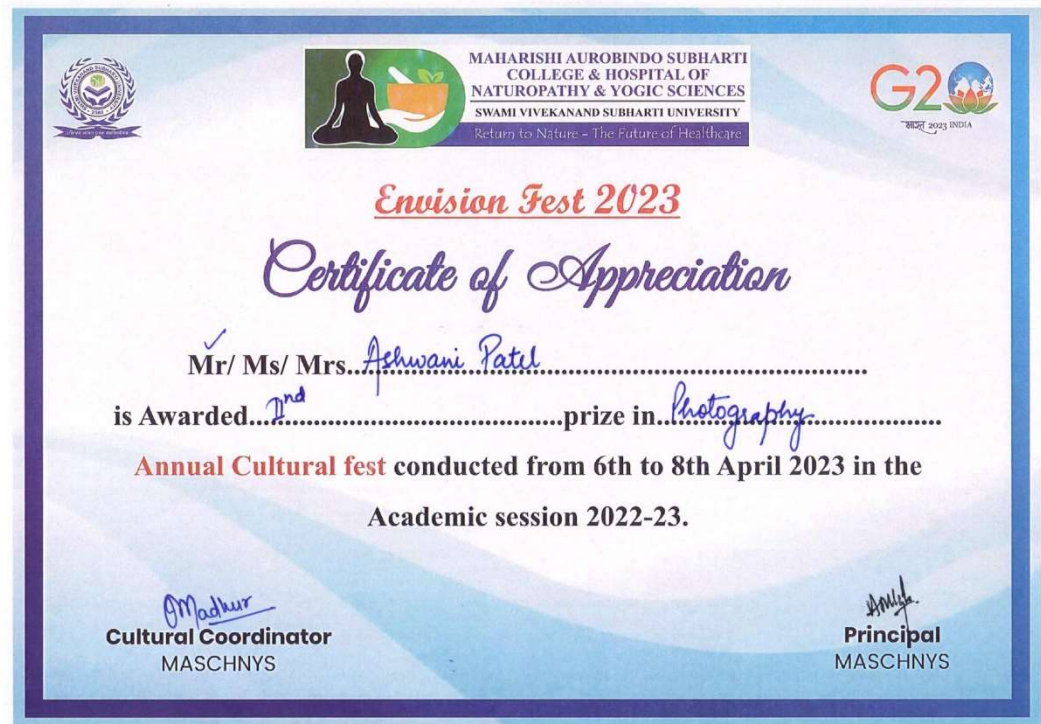 MAHARISHI AUROBINDO SUBHARTI
COLLEGE & HOSPITAL OF
NATUROPATHY & YOGIC SCIENCES
SWAMI VIVEKANAND SUBHARTI UNIVERSITY
Return to Nature - The Future of Healthcare
G20
भारत 2023 INDIA
Envision Fest 2023
Certificate of Appreciation
Mr/ Ms/ Mrs..Ashwani Patel....
is Awarded...IInd....prize in..Photography....
Annual Cultural fest conducted from 6th to 8th April 2023 in the
Academic session 2022-23.
Madhur
Cultural Coordinator
MASCHNYS
Principal
MASCHNYS